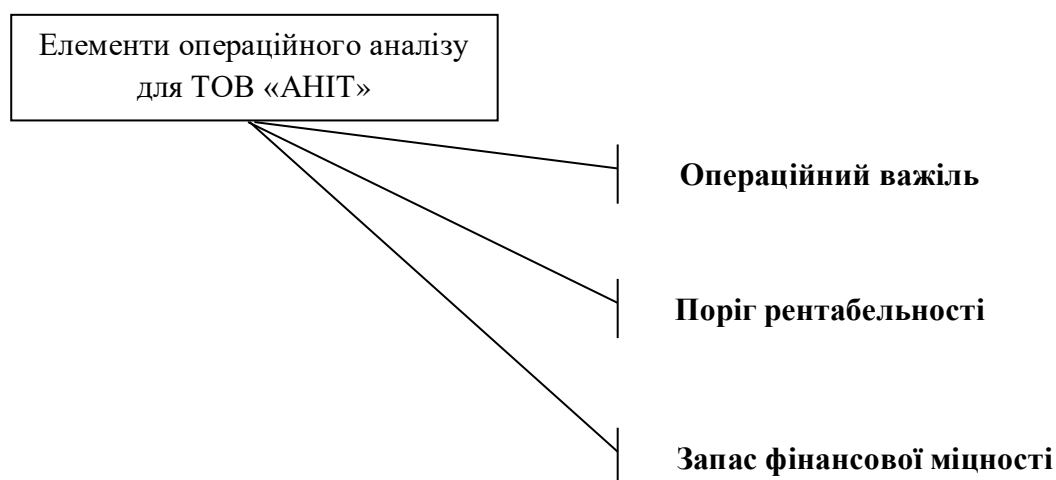 Елементи операційного аналізу
для ТОВ «АНІТ»
Операційний важіль
Поріг рентабельності
Запас фінансової міцності